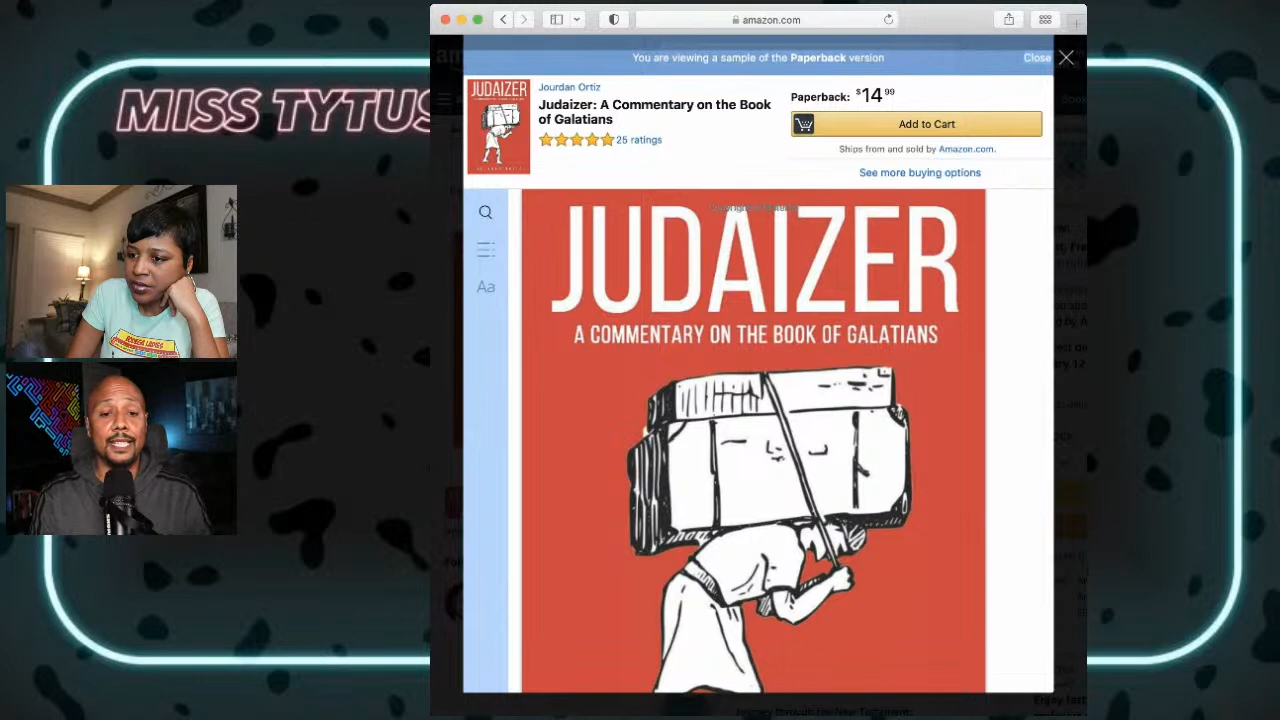 MISS TYTUS
amazon.com
You are viewing a sample of the Paperback version
Close
JUDAIZER
Jourdan Ortiz
Judaizer: A Commentary on the Book
of Galatians
25 ratings
Paperback: $14 99
Add to Cart
Ships from and sold by Amazon.com.
See more buying options
Aa
JUDAIZER
A COMMENTARY ON THE BOOK OF GALATIANS